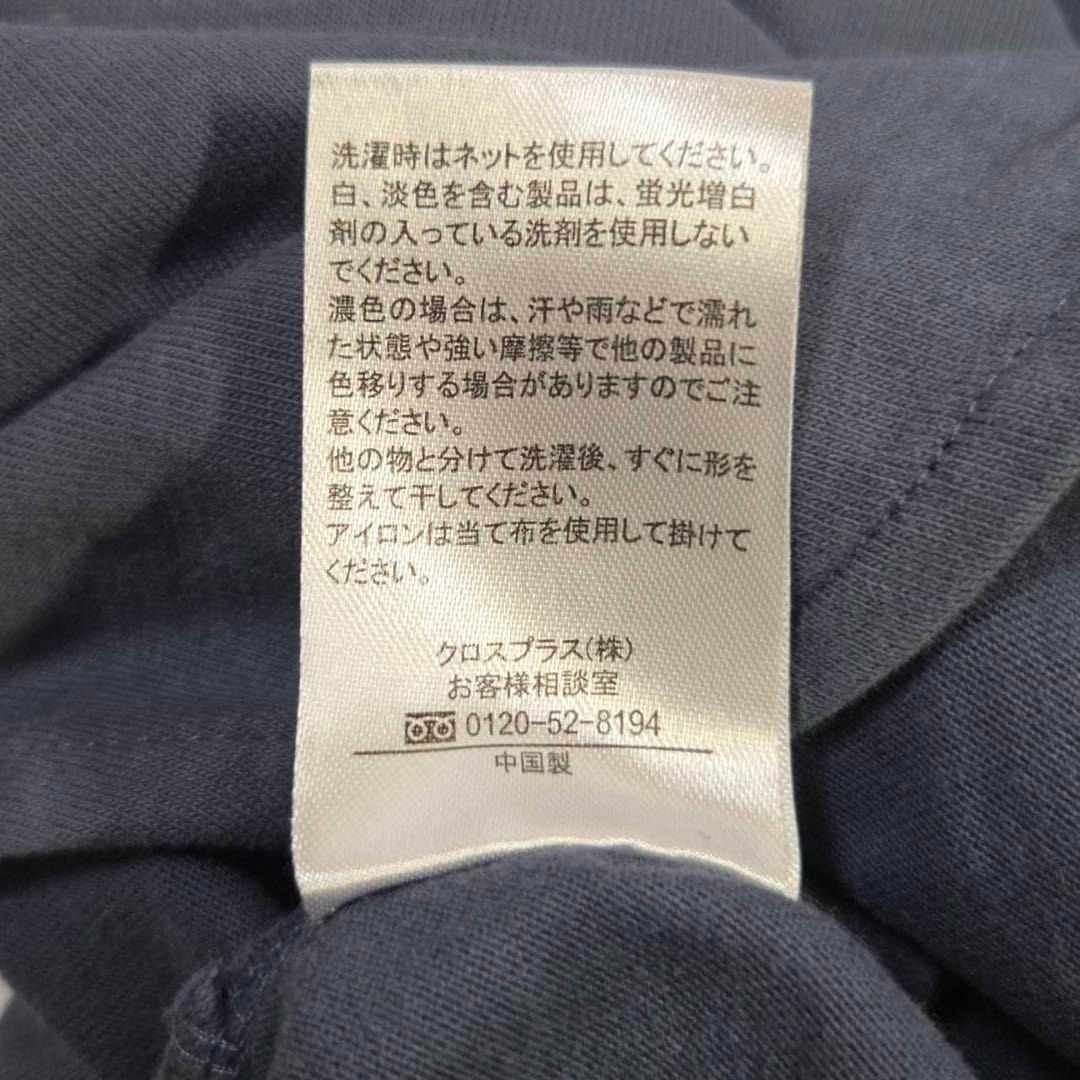 洗濯時はネットを使用してください。
白、淡色を含む製品は、蛍光増白
剤の入っている洗剤を使用しない
でください。
濃色の場合は、汗や雨などで濡れ
た状態や強い摩擦等で他の製品に
色移りする場合がありますのでご注
意ください。
他の物と分けて洗濯後、すぐに形を
整えて干してください。
アイロンは当て布を使用して掛けて
ください。
クロスプラス(株)
お客様相談室
0120-52-8194
中国製